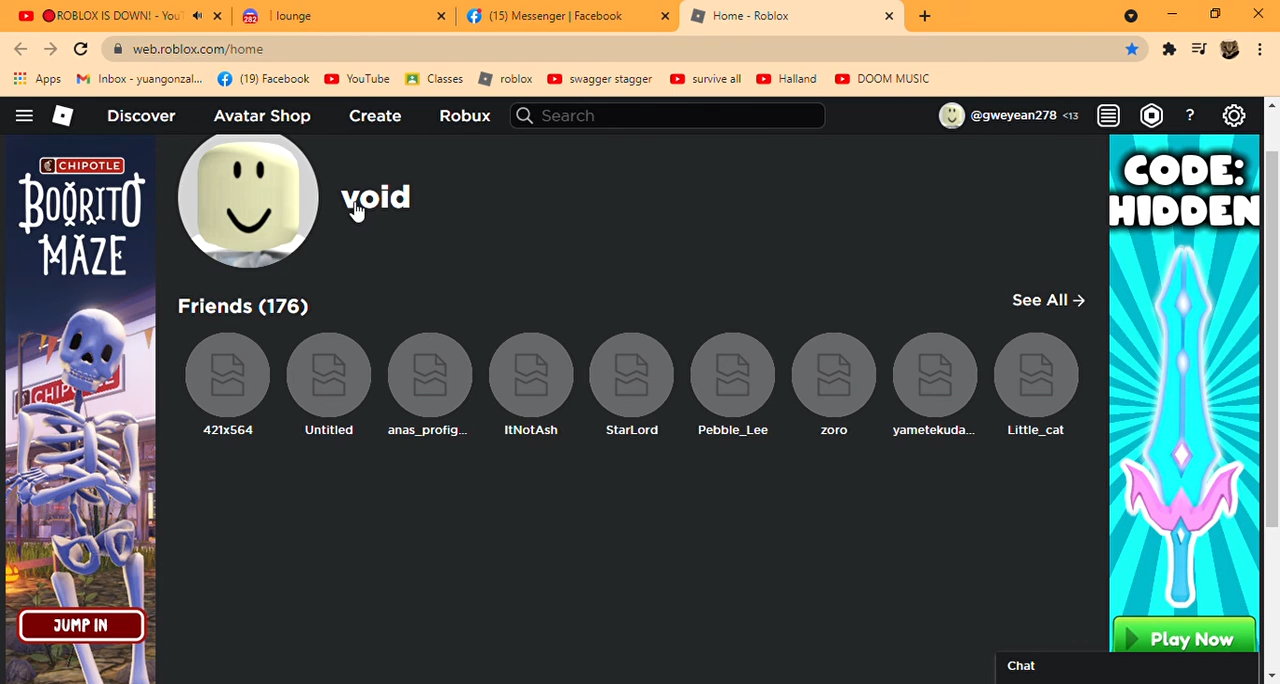 ROBLOX IS DOWN! - YouT
282
lounge
(15) Messenger | Facebook
Home - Roblox
web.roblox.com/home
Apps
Inbox - yuangonzal...
(19) Facebook
YouTube
Classes
roblox
swagger stagger
survive all
Halland
DOOM MUSIC
Discover
Avatar Shop
Create
Robux
Search
@gweyean278 <13
?
CHIPOTLE
BOORITO
MAZE
JUMP IN
void
Friends (176)
See All →
421x564
Untitled
anas_profig...
ItNotAsh
StarLord
Pebble_Lee
zoro
yametekuda...
Little_cat
CODE:
HIDDEN
Play Now
Chat